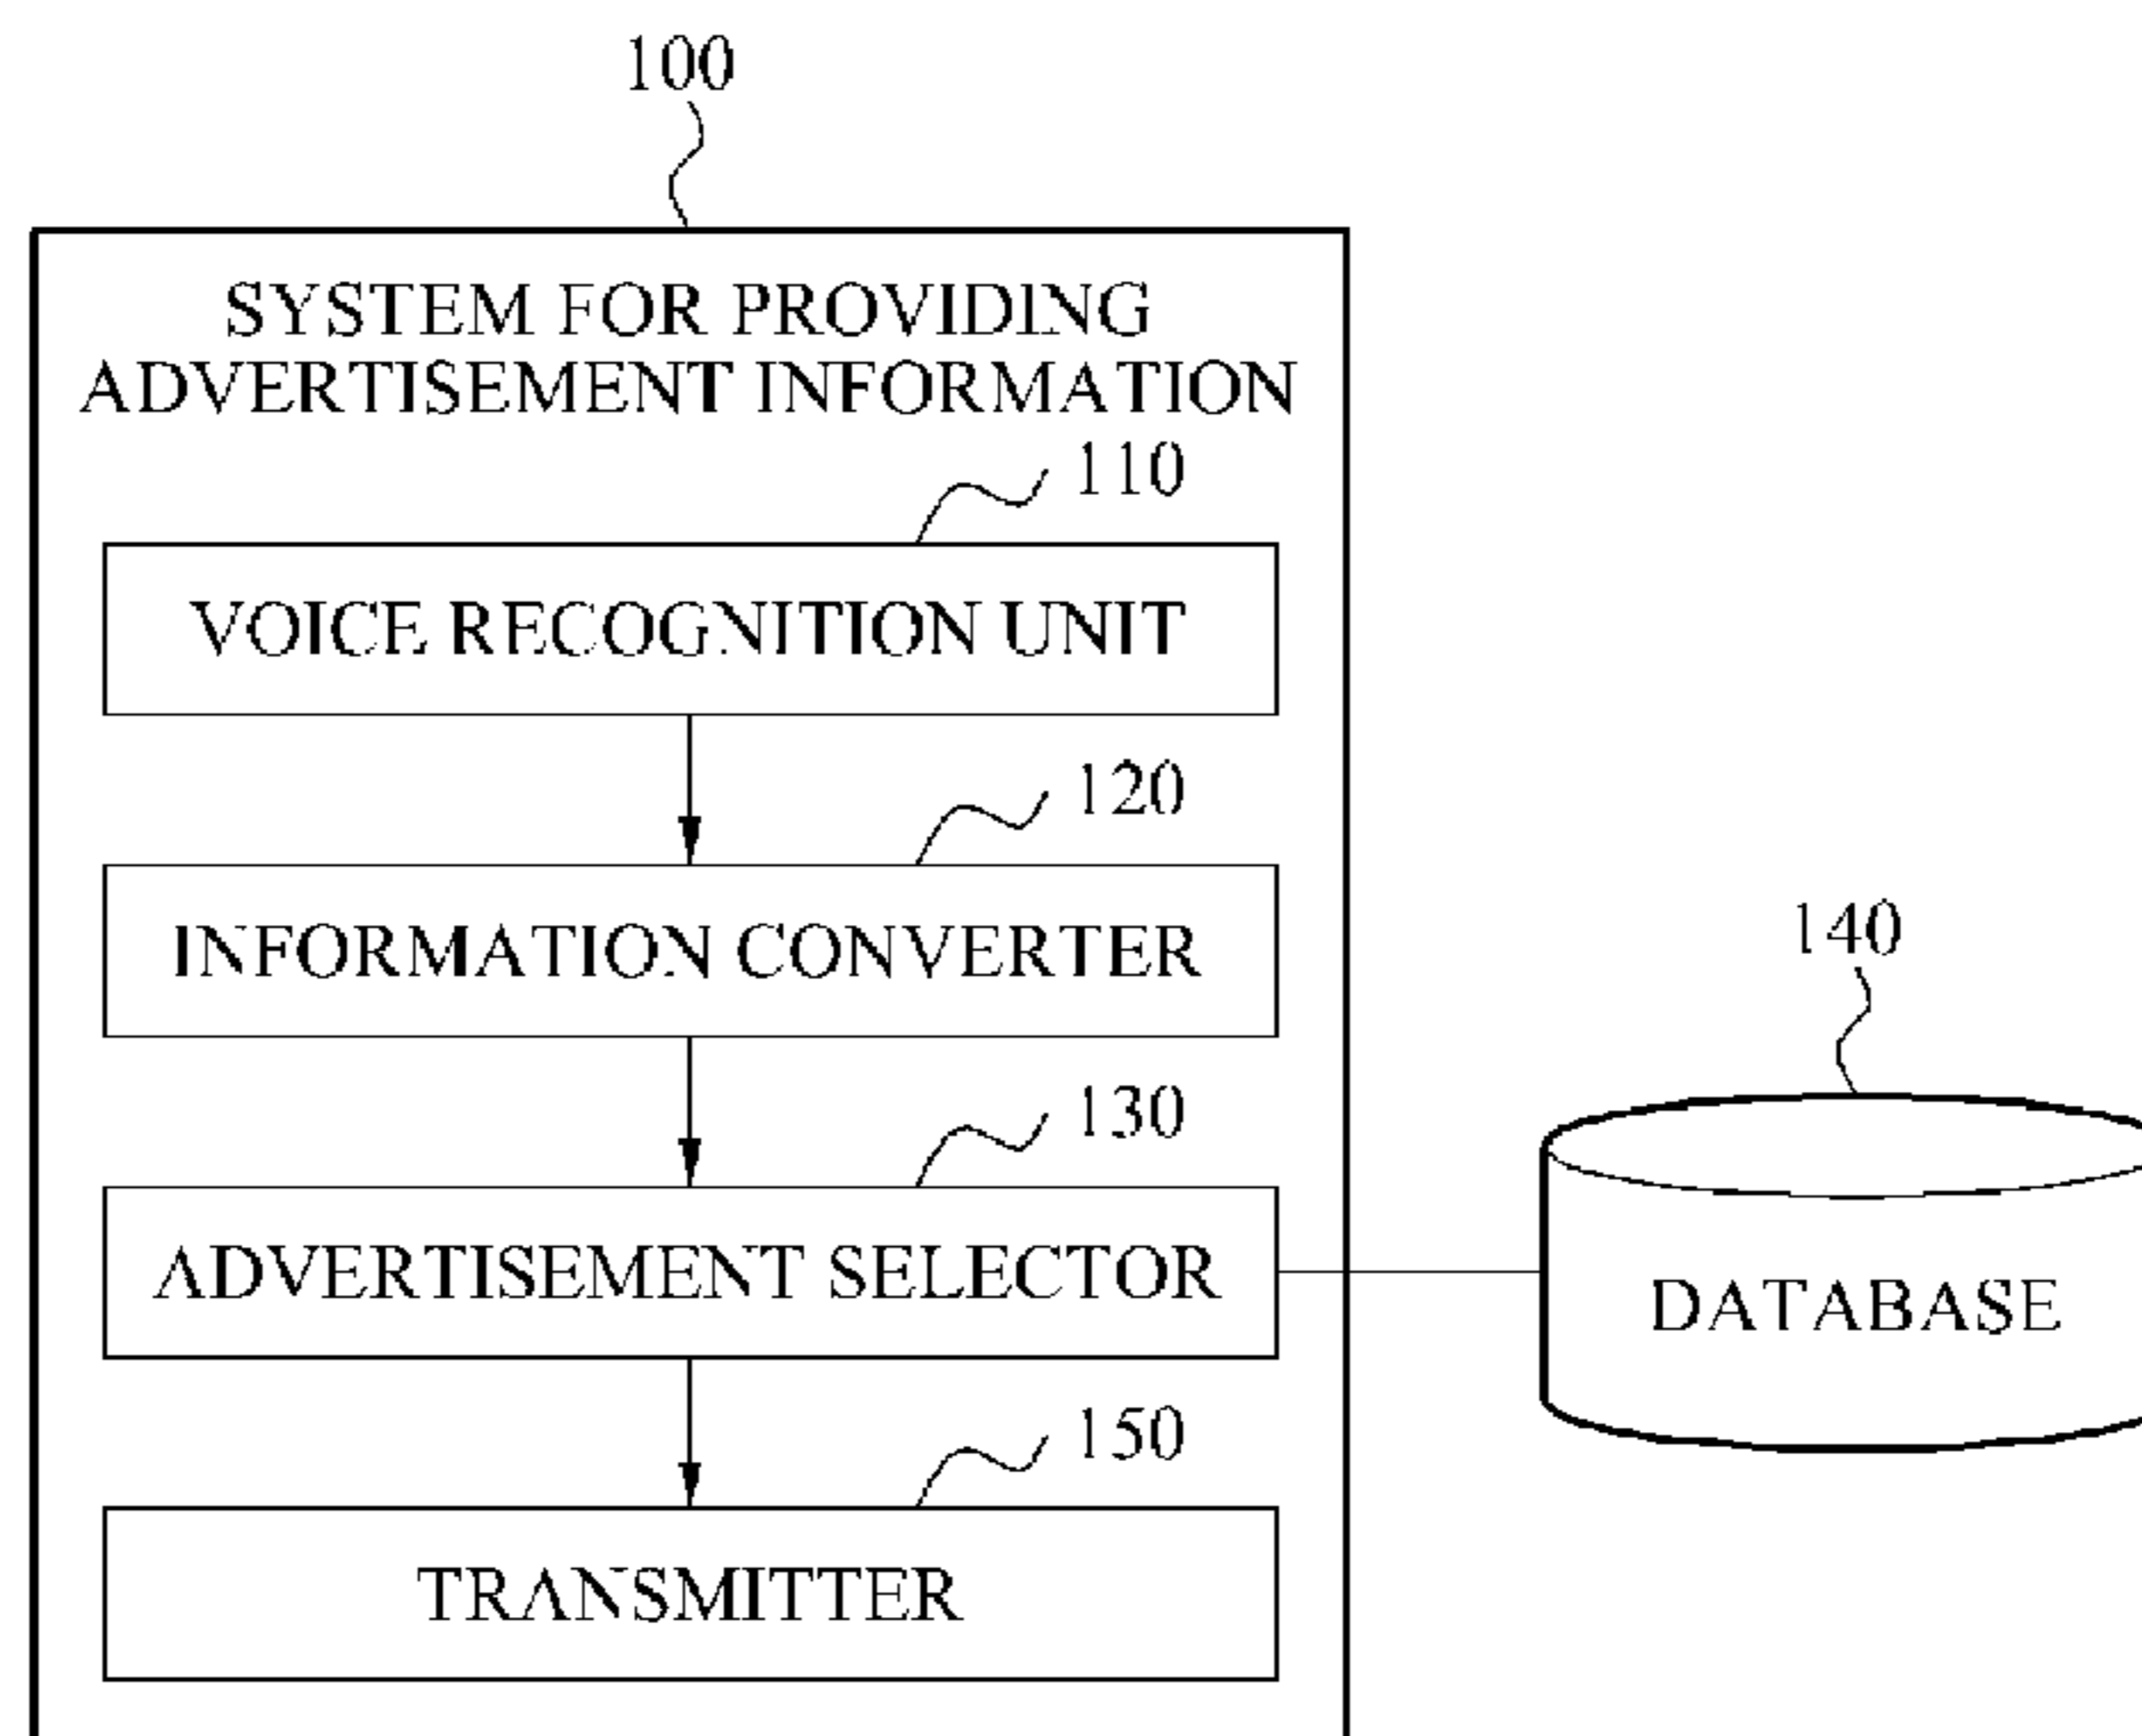 100
SYSTEM FOR PROVIDING
ADVERTISEMENT INFORMATION
110
VOICE RECOGNITION UNIT
120
INFORMATION CONVERTER
140
130
ADVERTISEMENT SELECTOR
DATABASE
150
TRANSMITTER